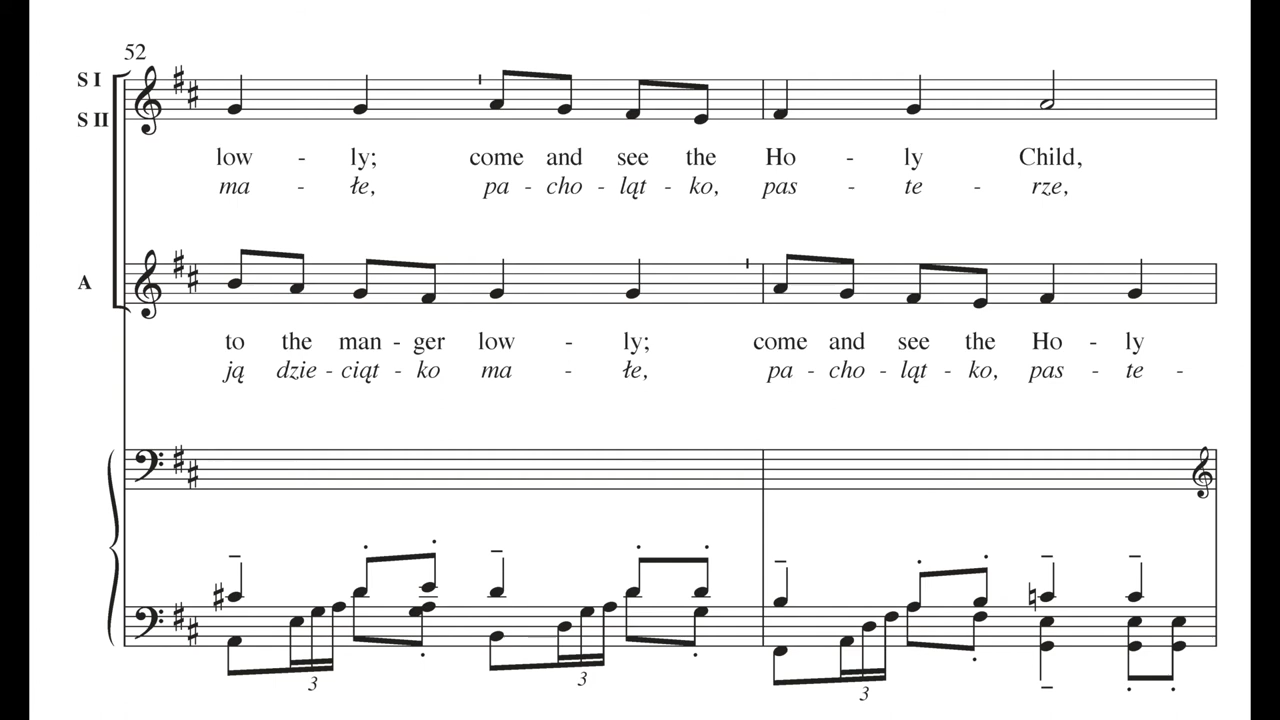 52
S I
S II
low - ly; come and see the Ho - ly Child,
ma - łe, pa - cho - ląt - ko, pas - te - rze,
A
to the man - ger low - ly; come and see the Ho - ly
ją dzie - ciąt - ko ma - łe, pa - cho - ląt - ko, pas - te -
3 3 3